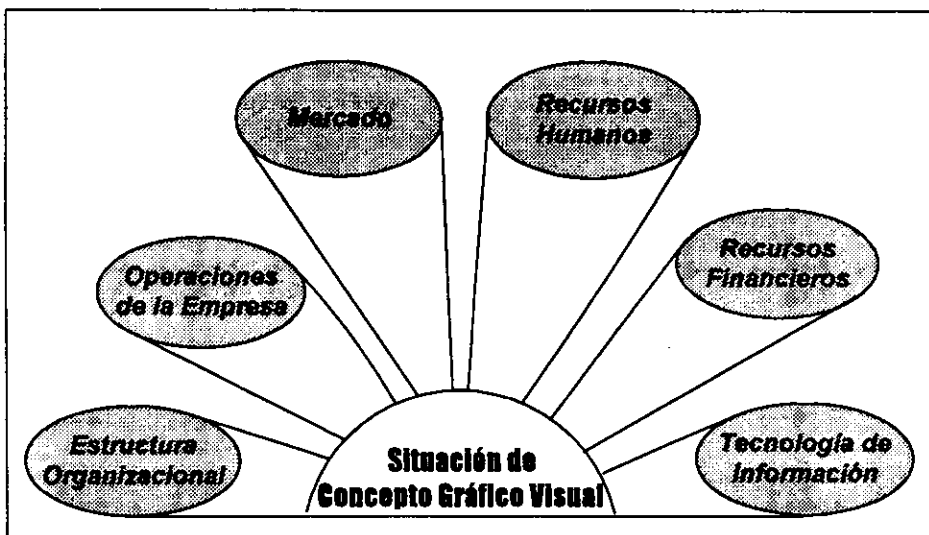 Mercado
Recursos
Humanos
Operaciones
de la Empresa
Recursos
Financieros
Estructura
Organizacional
Situación de
Concepto Gráfico Visual
Tecnología de
Información